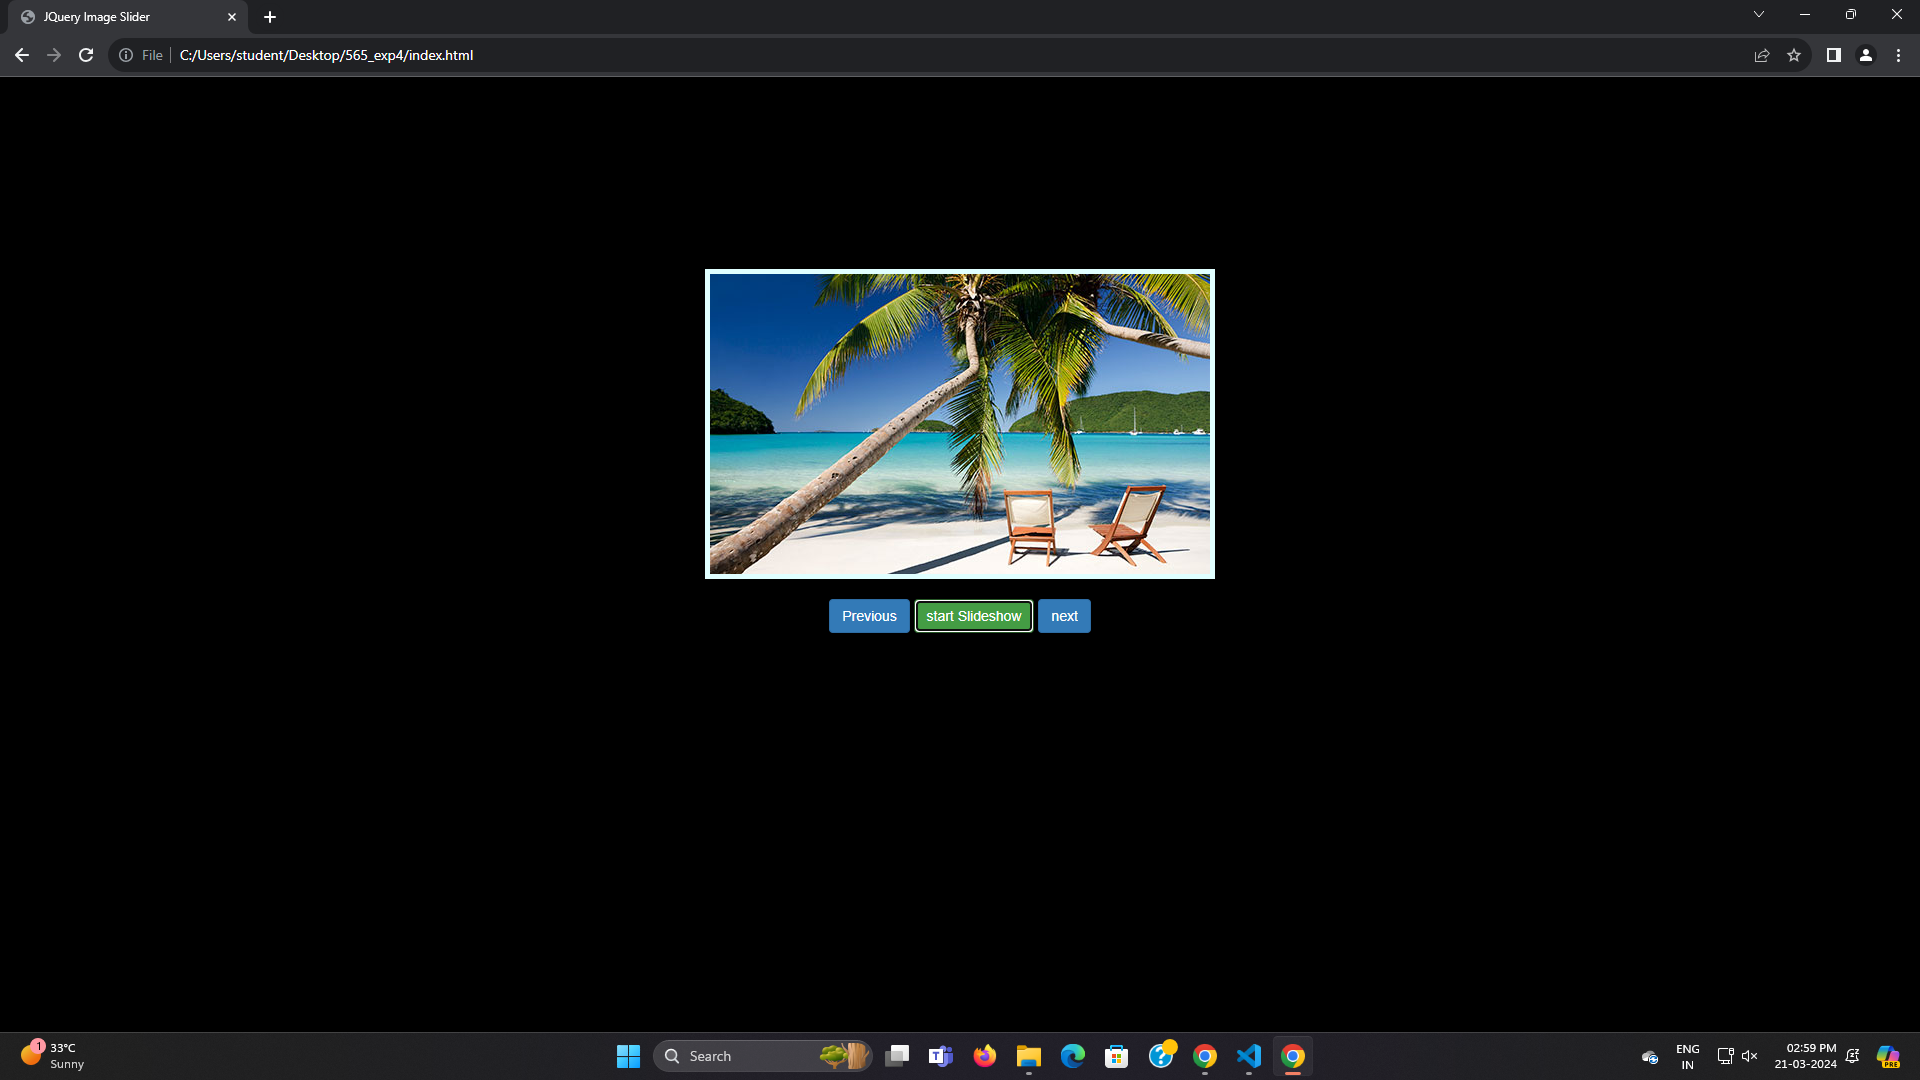 JQuery Image Slider
File
C:/Users/student/Desktop/565_exp4/index.html
Previous
start Slideshow
next
1
33°C
Sunny
Search
T
?
ENG
IN
02:59 PM
21-03-2024
PRE